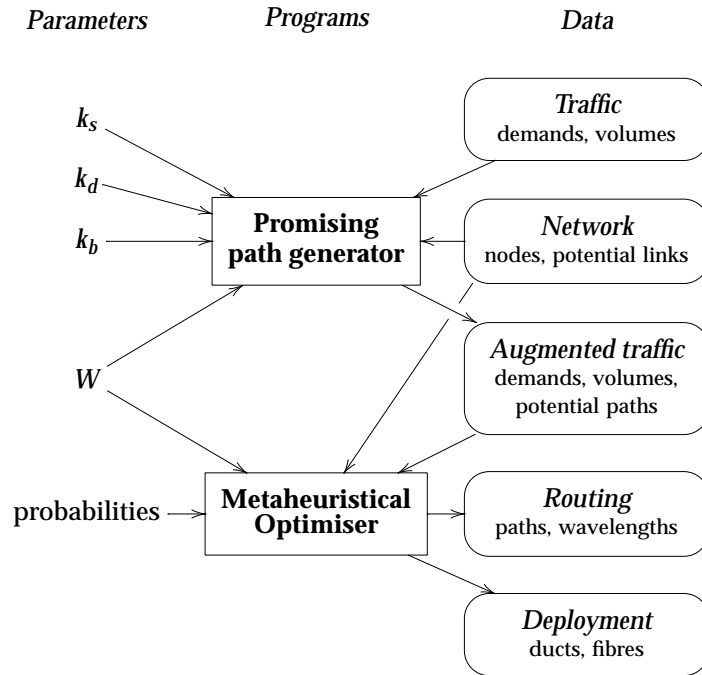 Parameters
Programs
Data
k_s
k_d
k_b
W
probabilities
Promising
path generator
Metaheuristical
Optimiser
Traffic
demands, volumes
Network
nodes, potential links
Augmented traffic
demands, volumes,
potential paths
Routing
paths, wavelengths
Deployment
ducts, fibres